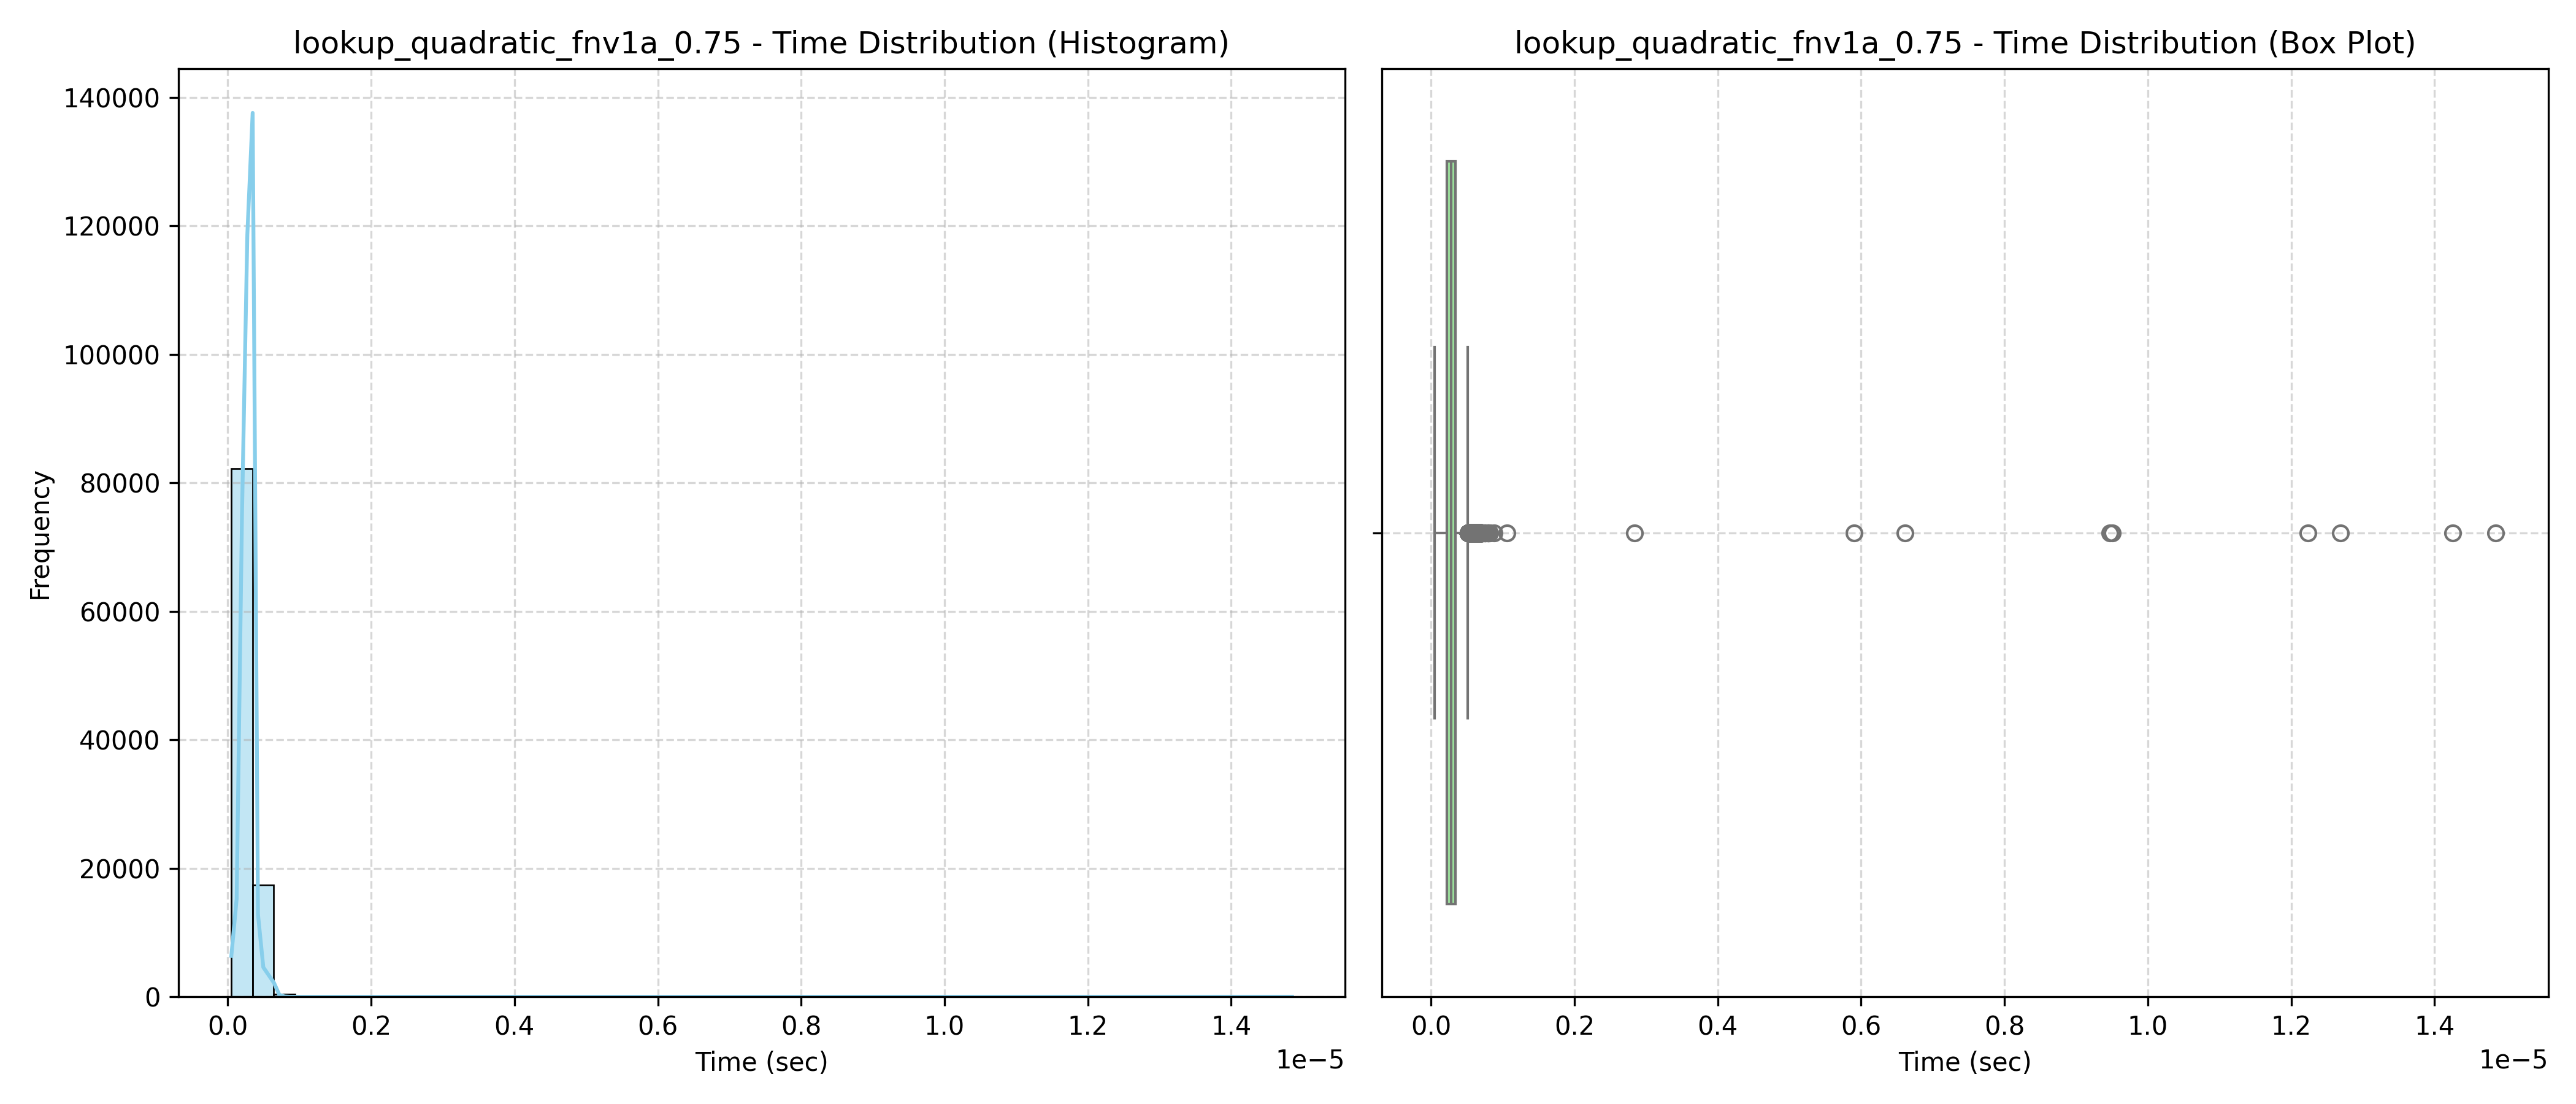 lookup_quadratic_fnv1a_0.75 - Time Distribution (Histogram)
140000
120000
100000
80000
60000
40000
20000
0
Frequency
0.0 0.2 0.4 0.6 0.8 1.0 1.2 1.4
Time (sec)
1e−5
lookup_quadratic_fnv1a_0.75 - Time Distribution (Box Plot)
0.0 0.2 0.4 0.6 0.8 1.0 1.2 1.4
Time (sec)
1e−5